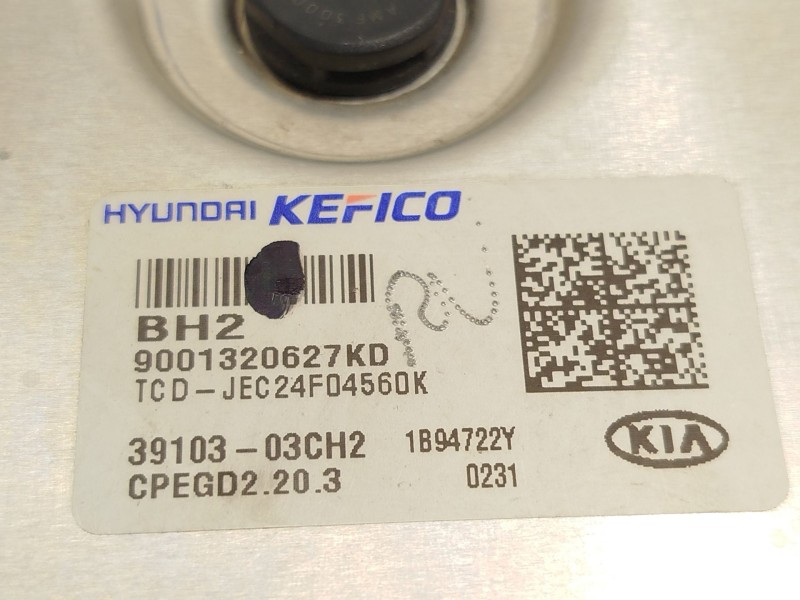 HYUNDAI KEFICO
BH2
9001320627KD
TCD-JEC24F04560K
39103-03CH2 1B94722Y
CPEGD2.20.3 0231
KIA